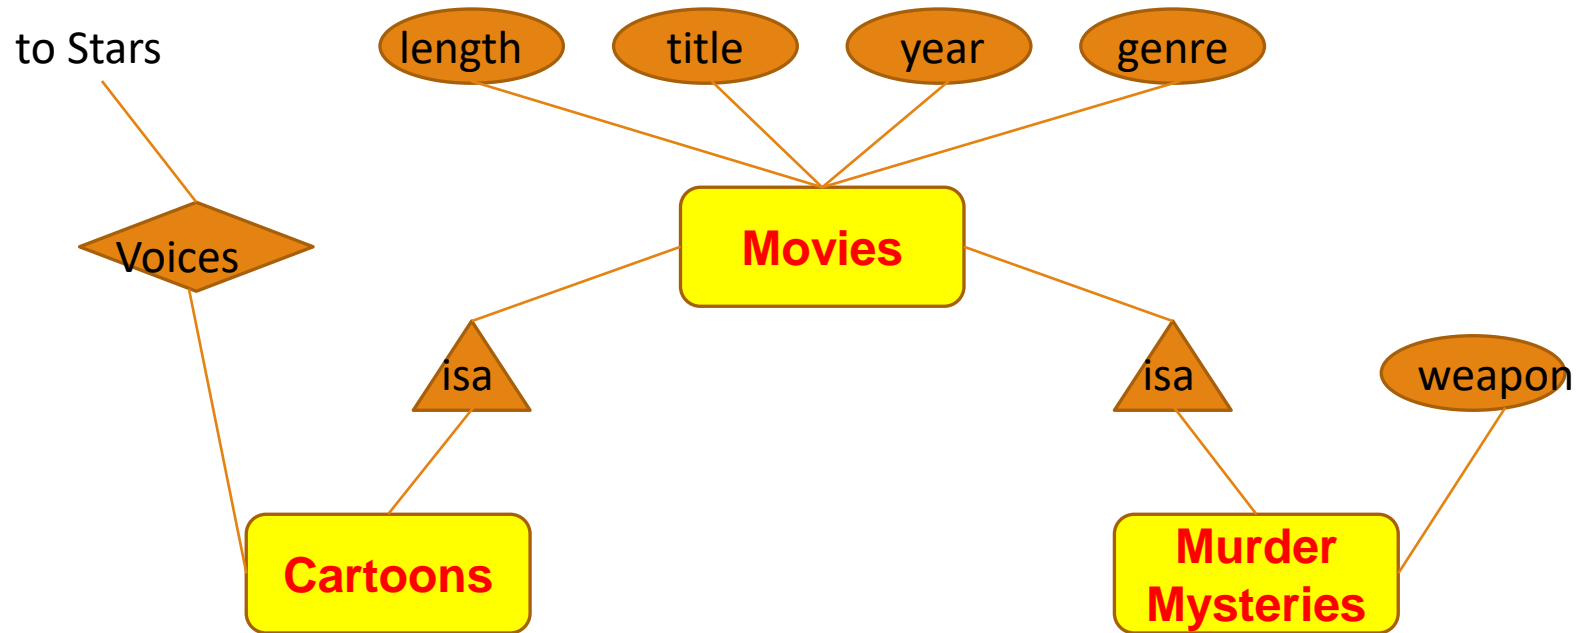 to Stars
length
title
year
genre
Movies
Voices
isa
isa
weapon
Cartoons
Murder
Mysteries